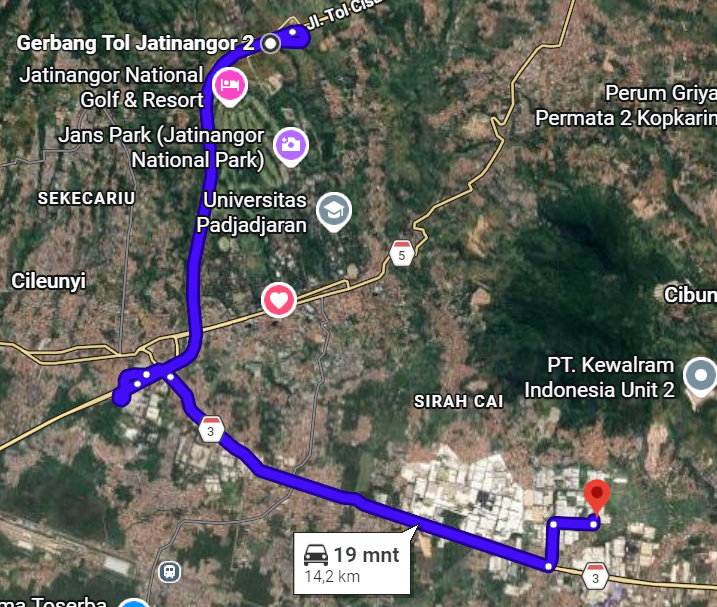 Jl. Tol Cisu
Gerbang Tol Jatinangor 2
Jatinangor National
Golf & Resort
Perum Griya
Permata 2 Kopkarin
Jans Park (Jatinangor
National Park)
SEKECARIU
Universitas
Padjadjaran
5
Cileunyi
Cibun
PT. Kewalram
Indonesia Unit 2
SIRAH CAI
3
19 mnt
14,2 km
3
ma Toserba